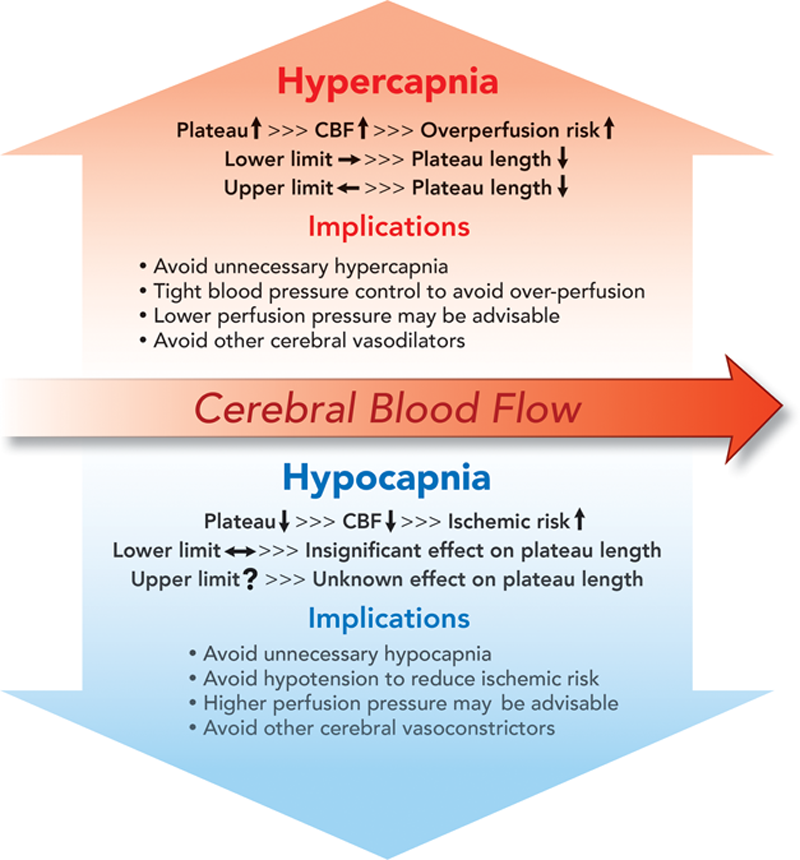 Hypercapnia
Plateau↑ >>> CBF↑ >>> Overperfusion risk↑
Lower limit → >>> Plateau length ↓
Upper limit ← >>> Plateau length ↓
Implications
• Avoid unnecessary hypercapnia
• Tight blood pressure control to avoid over-perfusion
• Lower perfusion pressure may be advisable
• Avoid other cerebral vasodilators
Cerebral Blood Flow
Hypocapnia
Plateau↓ >>> CBF↓ >>> Ischemic risk↑
Lower limit ↔ >>> Insignificant effect on plateau length
Upper limit ? >>> Unknown effect on plateau length
Implications
• Avoid unnecessary hypocapnia
• Avoid hypotension to reduce ischemic risk
• Higher perfusion pressure may be advisable
• Avoid other cerebral vasoconstrictors